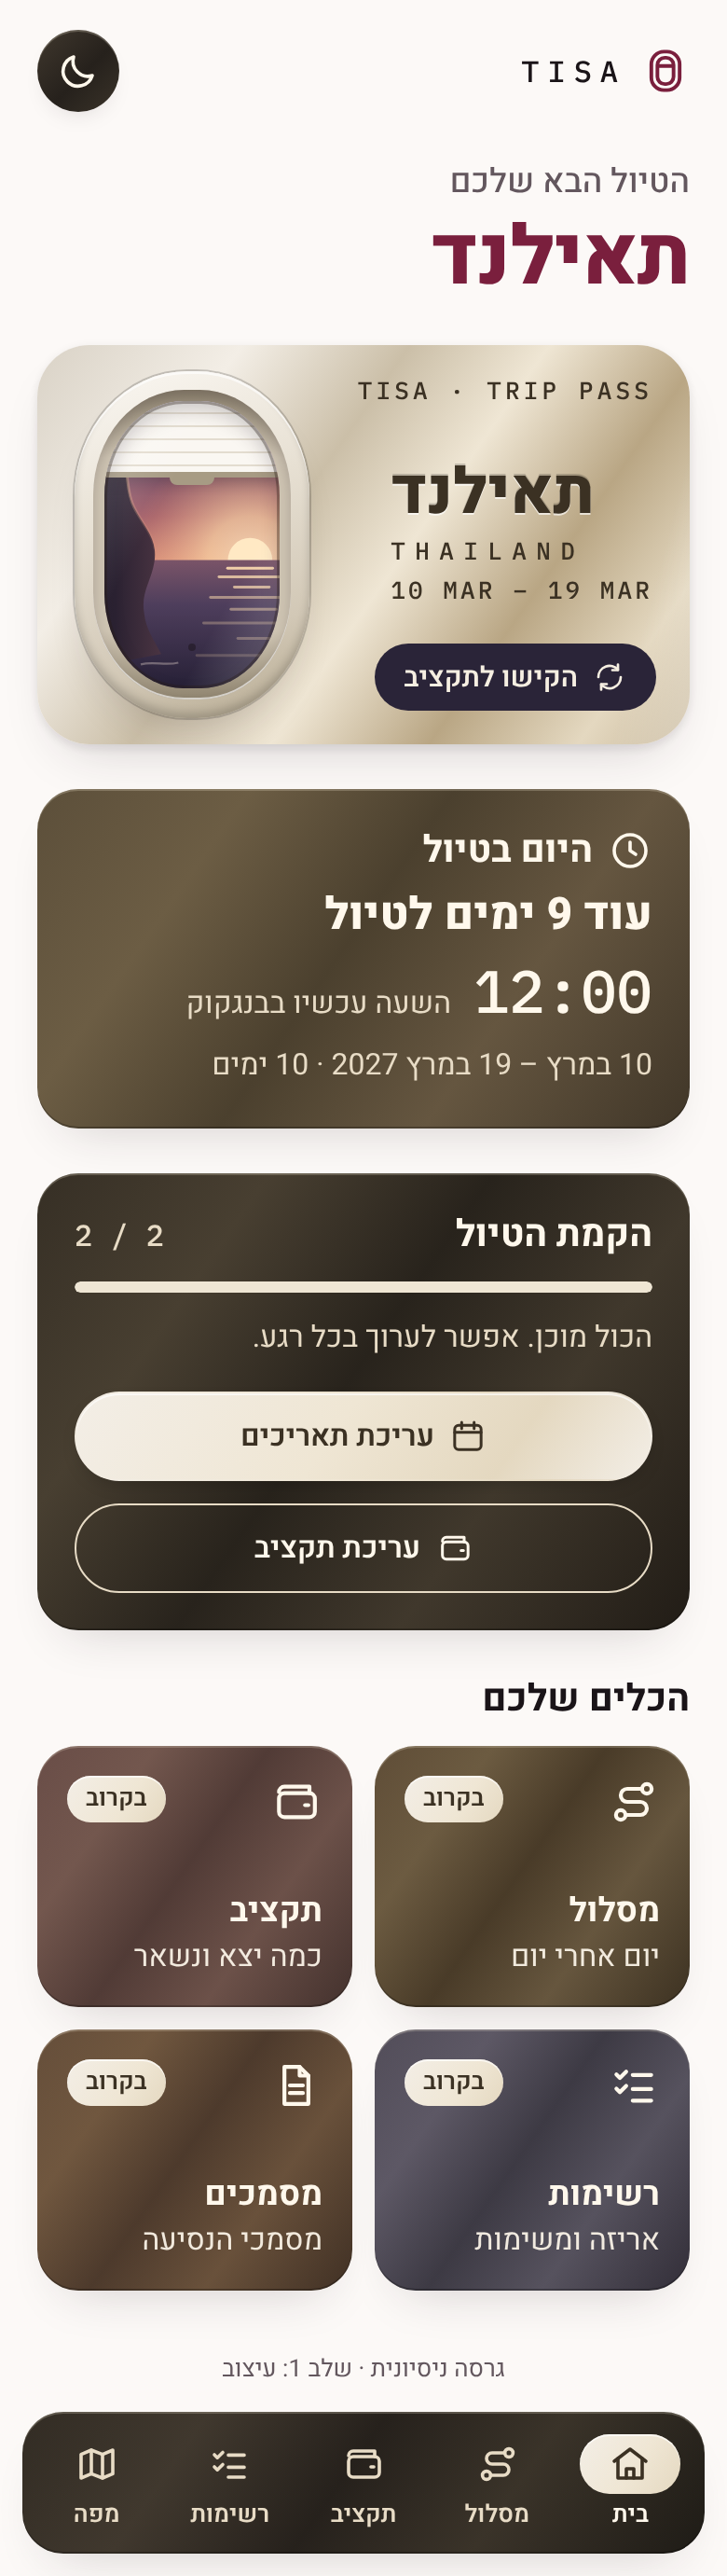 TISA
הטיול הבא שלכם
תאילנד
TISA · TRIP PASS
תאילנד
THAILAND
10 MAR – 19 MAR
הקישו לתקציב
היום בטיול
עוד 9 ימים לטיול
12:00 השעה עכשיו בבנגקוק
10 במרץ – 19 במרץ 2027 · 10 ימים
הקמת הטיול
2 / 2
הכול מוכן. אפשר לערוך בכל רגע.
עריכת תאריכים
עריכת תקציב
הכלים שלכם
בקרוב
מסלול
יום אחרי יום
בקרוב
תקציב
כמה יצא ונשאר
בקרוב
רשימות
אריזה ומשימות
בקרוב
מסמכים
מסמכי הנסיעה
גרסה ניסיונית · שלב 1: עיצוב
בית
מסלול
תקציב
רשימות
מפה